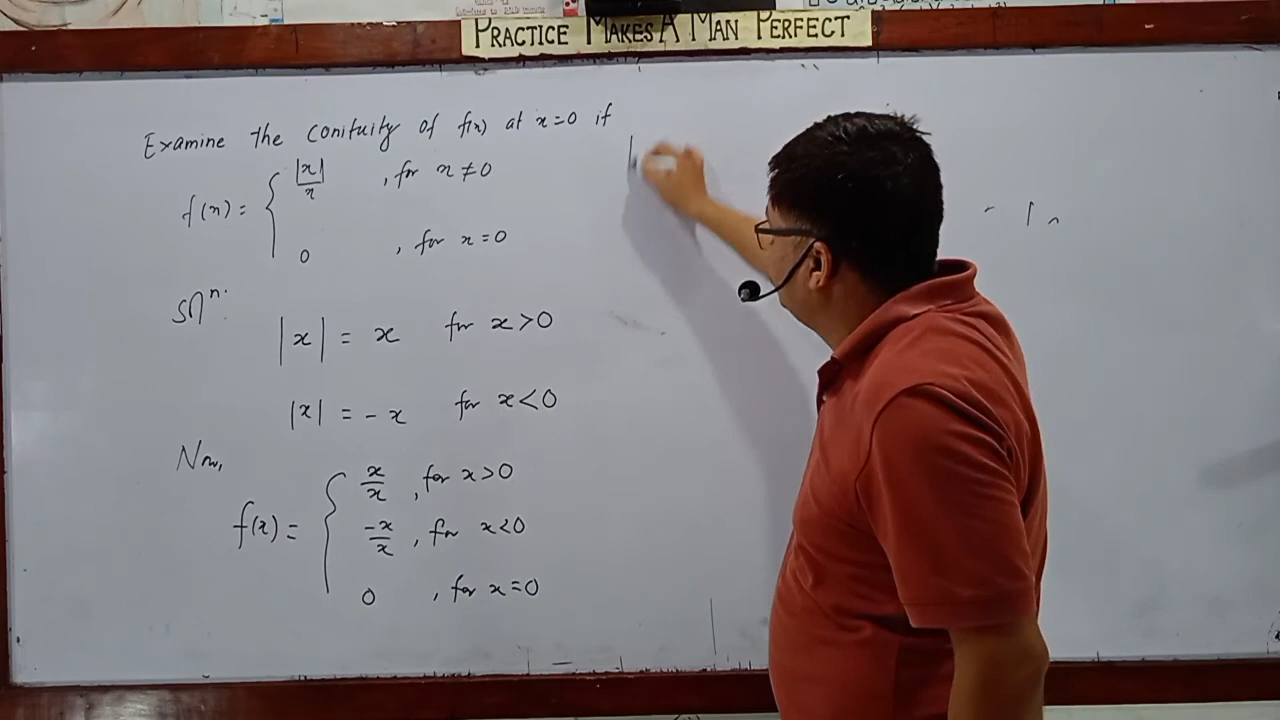 PRACTICE MAKES A MAN PERFECT
Examine the conituity of f(x) at x=0 if
f(x) = { |x|/x , for x ≠ 0
0 , for x = 0
Solⁿ:
|x| = x for x > 0
|x| = - x for x < 0
Now,
f(x) = { x/x , for x > 0
-x/x , for x < 0
0 , for x = 0